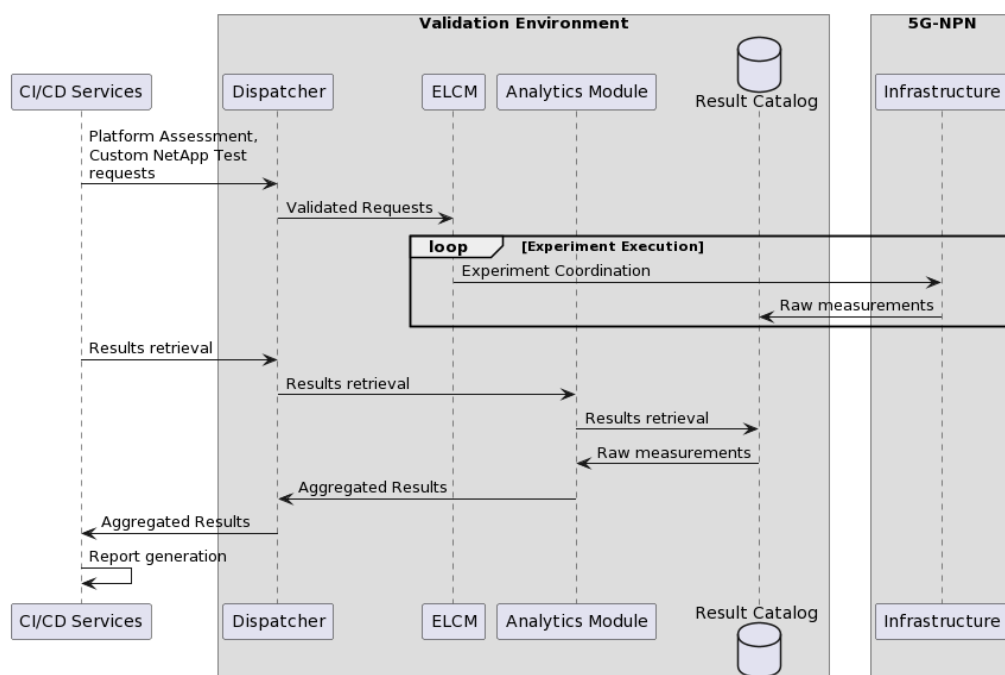 Validation Environment
5G-NPN
CI/CD Services
Dispatcher
ELCM
Analytics Module
Result Catalog
Infrastructure
Platform Assessment,
Custom NetApp Test
requests
Validated Requests
loop
[Experiment Execution]
Experiment Coordination
Raw measurements
Results retrieval
Results retrieval
Results retrieval
Raw measurements
Aggregated Results
Aggregated Results
Report generation
CI/CD Services
Dispatcher
ELCM
Analytics Module
Result Catalog
Infrastructure